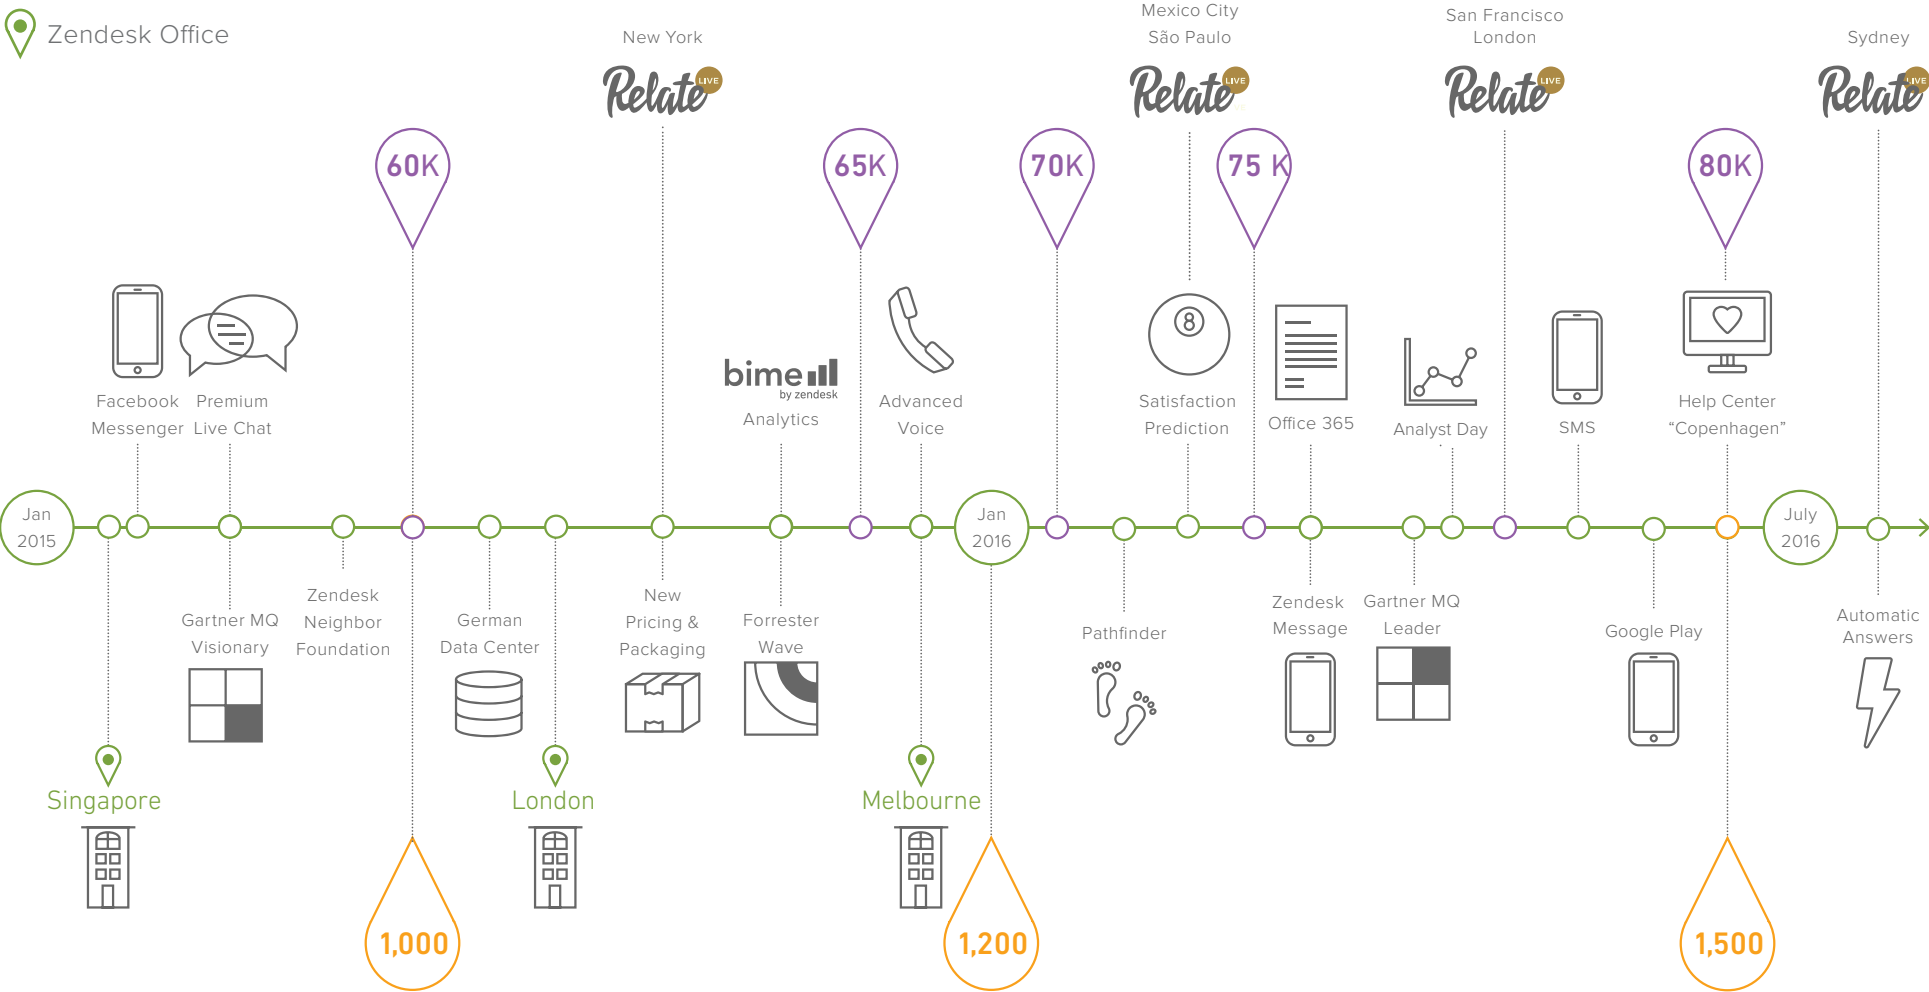 Zendesk Office
New York
Relate LIVE
Mexico City
São Paulo
Relate LIVE
San Francisco
London
Relate LIVE
Sydney
Relate LIVE
60K
65K
70K
75 K
80K
8
Facebook
Messenger
Premium
Live Chat
bime
by zendesk
Analytics
Advanced
Voice
Satisfaction
Prediction
Office 365
Analyst Day
SMS
Help Center
“Copenhagen”
Jan
2015
Jan
2016
July
2016
Gartner MQ
Visionary
Zendesk
Neighbor
Foundation
German
Data Center
New
Pricing &
Packaging
Forrester
Wave
Pathfinder
Zendesk
Message
Gartner MQ
Leader
Google Play
Automatic
Answers
Singapore
London
Melbourne
1,000
1,200
1,500